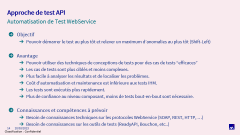 Approche de test API
Automatisation de Test WebService
Objectif
Pouvoir démarrer le test au plus tôt et relever un maximum d'anomalies au plus tôt (Shift-Left)
Avantage
Pouvoir utiliser des techniques de conceptions de tests pour des cas de tests "efficaces"
Les cas de tests sont plus ciblés et moins complexes.
Plus facile à analyser les résultats et de localiser les problèmes.
Coût d'automatisation et maintenance est inférieure aux tests IHM.
Les tests sont exécutés plus rapidement.
Plus de confiance au niveau composant, moins de tests bout-en-bout sont nécessaires.
Connaissances et compétences à prévoir
Besoin de connaissances techniques sur les protocoles WebService (SOAP, REST, HTTP, ...)
Besoin de connaissances sur les outils de tests (ReadyAPI, Bouchon, etc..)
Classification : Confidential